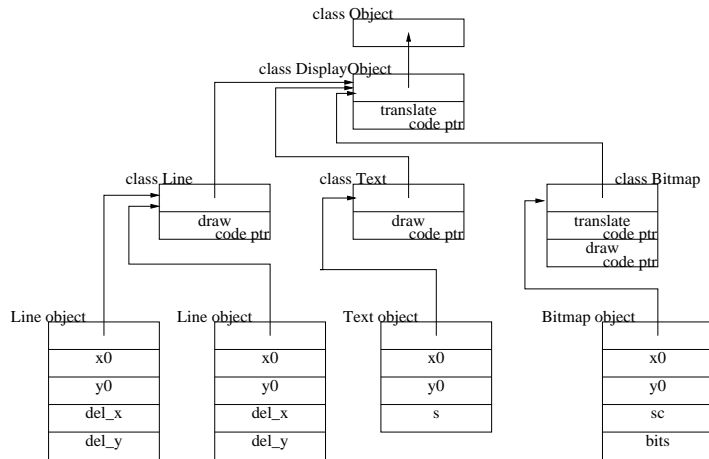 class Object
class DisplayObject
translate
code ptr
class Line
class Text
class Bitmap
draw
code ptr
draw
code ptr
translate
code ptr
draw
code ptr
Line object
Line object
Text object
Bitmap object
x0
x0
x0
x0
y0
y0
y0
y0
del_x
del_x
s
sc
del_y
del_y
bits